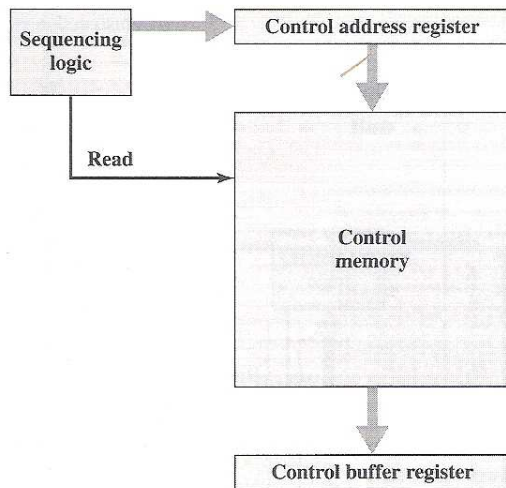 Sequencing
logic
Control address register
Read
Control
memory
Control buffer register